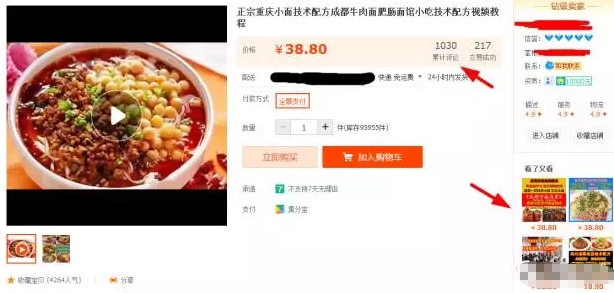 正宗重庆小面技术配方成都牛肉面肥肠面馆小吃技术配方视频教程
价格
¥38.80
1030
累计评论
217
交易成功
配送
快递 免运费
24小时内发货
付款方式
全额支付
数量
- 1 +
件(库存99955件)
立即购买
加入购物车
承诺
7 不支持7天无理由
支付
集分宝
收藏宝贝 (4264人气)
分享
钻级卖家
信誉:
联系: 和我联系
资质: 10000元
描述 服务 物流
4.9 4.9 4.9
进入店铺 收藏店铺
看了又看
¥38.80
¥38.80